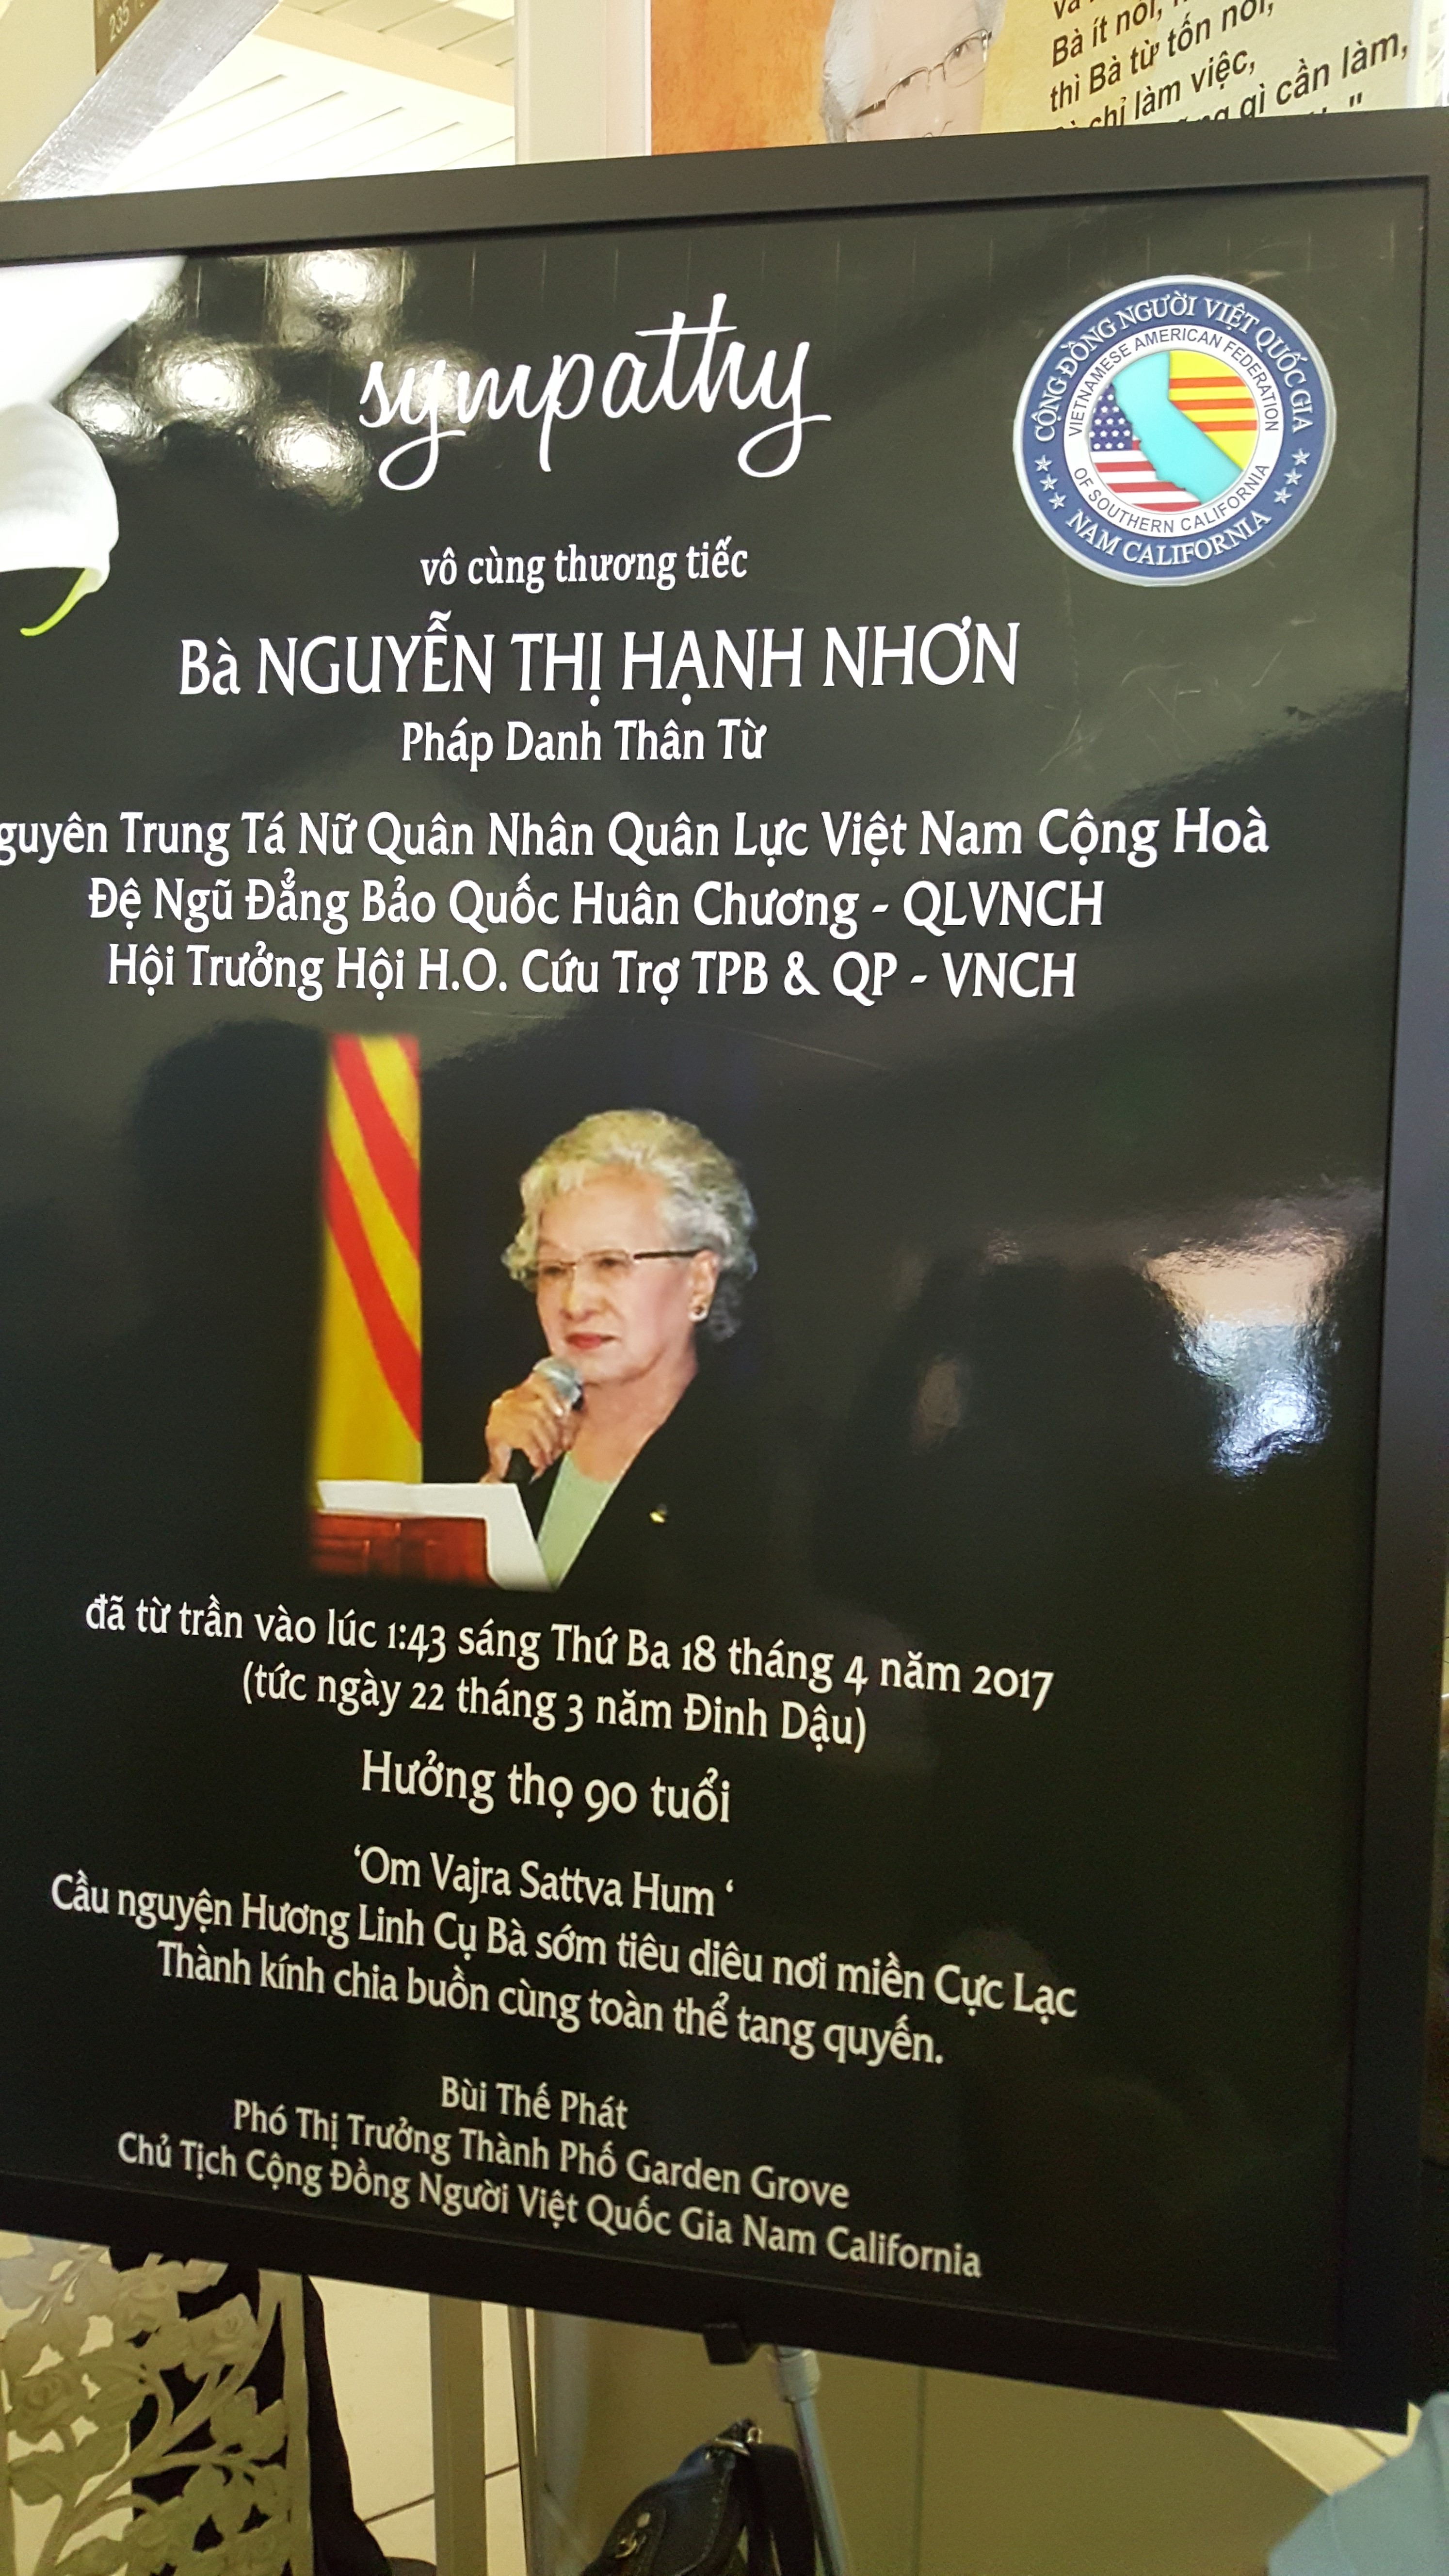 235
Bà ít nói,
thì Bà từ tốn nói,
chỉ làm việc,
gì cần làm,
sympathy
CỘNG ĐỒNG NGƯỜI VIỆT QUỐC GIA
VIETNAMESE AMERICAN FEDERATION
OF SOUTHERN CALIFORNIA
NAM CALIFORNIA
vô cùng thương tiếc
Bà NGUYỄN THỊ HẠNH NHƠN
Pháp Danh Thân Từ
guyên Trung Tá Nữ Quân Nhân Quân Lực Việt Nam Cộng Hoà
Đệ Ngũ Đẳng Bảo Quốc Huân Chương - QLVNCH
Hội Trưởng Hội H.O. Cứu Trợ TPB & QP - VNCH
đã từ trần vào lúc 1:43 sáng Thứ Ba 18 tháng 4 năm 2017
(tức ngày 22 tháng 3 năm Đinh Dậu)
Hưởng thọ 90 tuổi
‘Om Vajra Sattva Hum ‘
Cầu nguyện Hương Linh Cụ Bà sớm tiêu diêu nơi miền Cực Lạc
Thành kính chia buồn cùng toàn thể tang quyến.
Bùi Thế Phát
Phó Thị Trưởng Thành Phố Garden Grove
Chủ Tịch Cộng Đồng Người Việt Quốc Gia Nam California